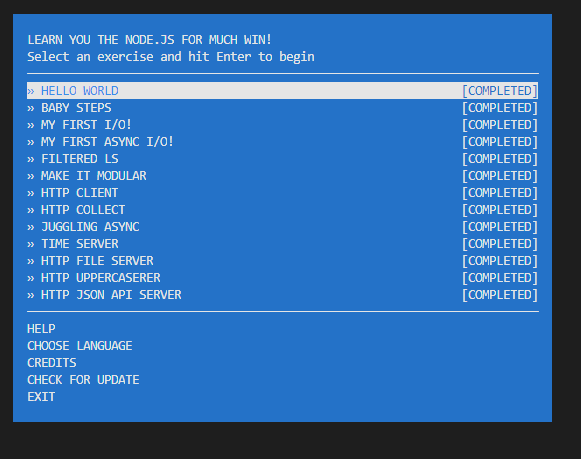 LEARN YOU THE NODE.JS FOR MUCH WIN!
Select an exercise and hit Enter to begin
» HELLO WORLD [COMPLETED]
» BABY STEPS [COMPLETED]
» MY FIRST I/O! [COMPLETED]
» MY FIRST ASYNC I/O! [COMPLETED]
» FILTERED LS [COMPLETED]
» MAKE IT MODULAR [COMPLETED]
» HTTP CLIENT [COMPLETED]
» HTTP COLLECT [COMPLETED]
» JUGGLING ASYNC [COMPLETED]
» TIME SERVER [COMPLETED]
» HTTP FILE SERVER [COMPLETED]
» HTTP UPPERCASERER [COMPLETED]
» HTTP JSON API SERVER [COMPLETED]
HELP
CHOOSE LANGUAGE
CREDITS
CHECK FOR UPDATE
EXIT